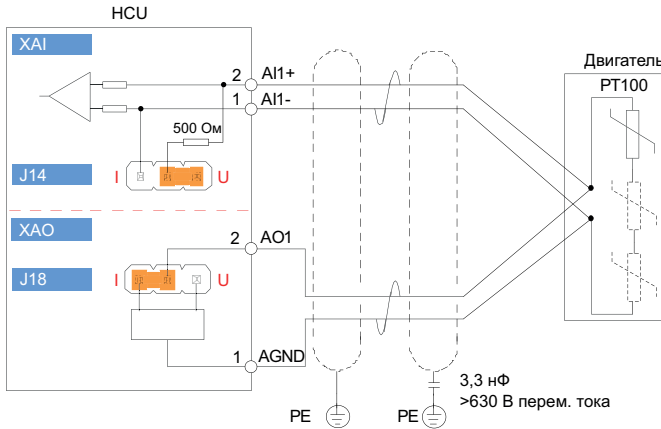 HCU
XAI
2 AI1+
1 AI1-
500 Ом
J14 I U
XAO
2 AO1
J18 I U
1 AGND
Двигатель
PT100
3,3 нФ
>630 В перем. тока
PE PE